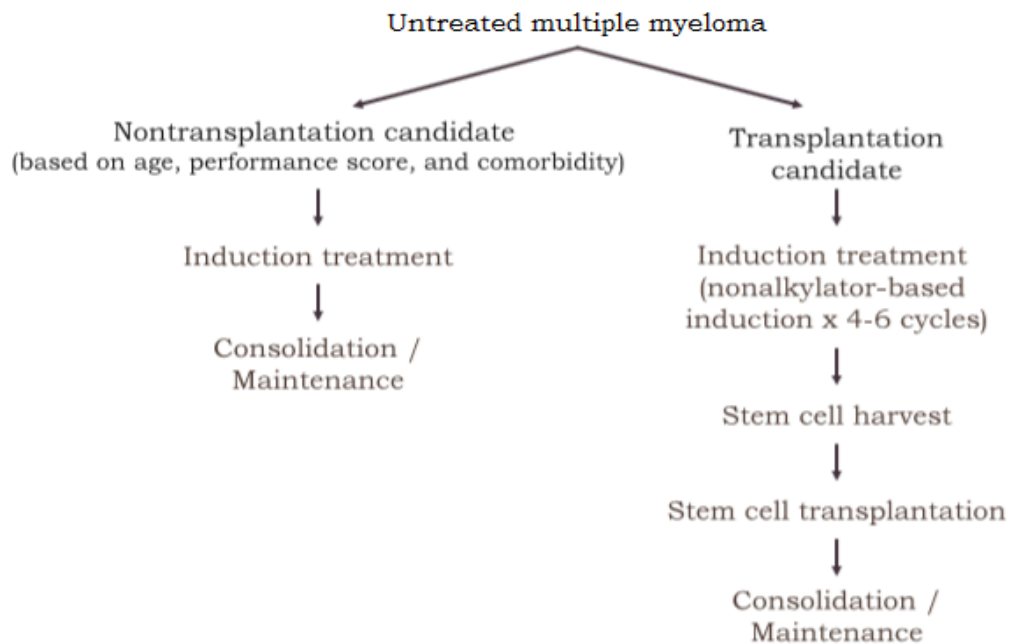 Untreated multiple myeloma
Nontransplantation candidate
(based on age, performance score, and comorbidity)
Induction treatment
Consolidation /
Maintenance
Transplantation
candidate
Induction treatment
(nonalkylator-based
induction x 4-6 cycles)
Stem cell harvest
Stem cell transplantation
Consolidation /
Maintenance